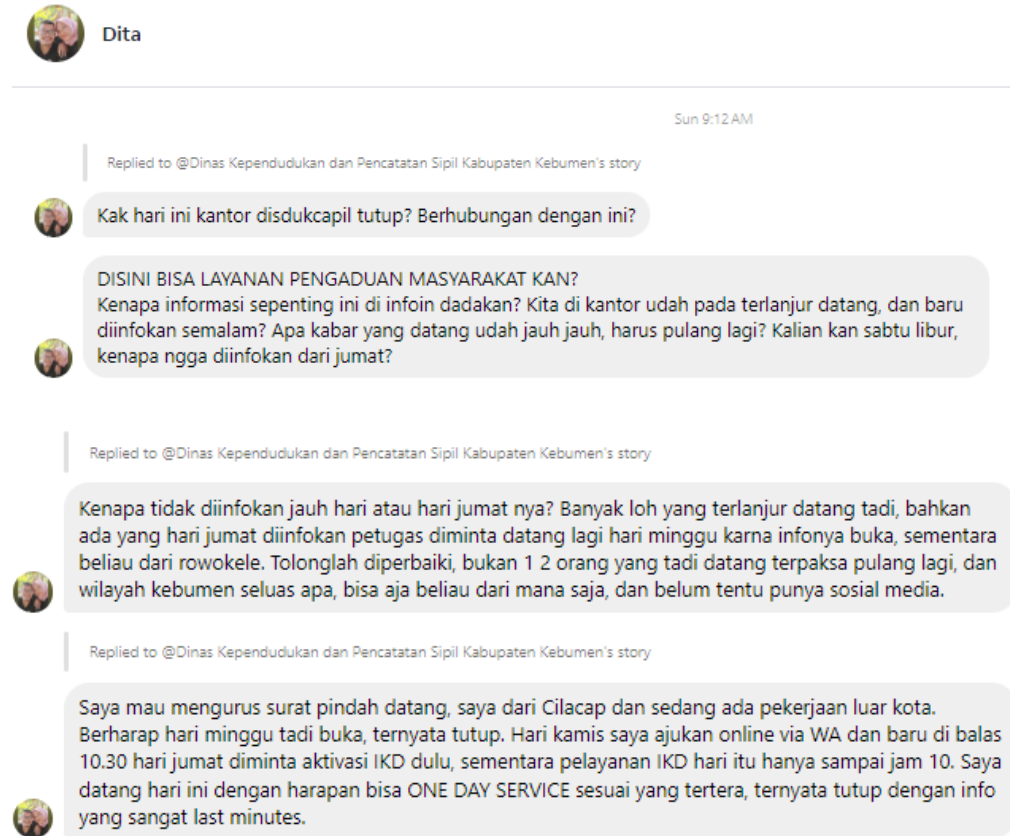 Dita
Sun 9:12 AM
Replied to @Dinas Kependudukan dan Pencatatan Sipil Kabupaten Kebumen's story
Kak hari ini kantor disdukcapil tutup? Berhubungan dengan ini?
DISINI BISA LAYANAN PENGADUAN MASYARAKAT KAN?
Kenapa informasi sepenting ini di infoin dadakan? Kita di kantor udah pada terlanjur datang, dan baru
diinfokan semalam? Apa kabar yang datang udah jauh jauh, harus pulang lagi? Kalian kan sabtu libur,
kenapa ngga diinfokan dari jumat?
Replied to @Dinas Kependudukan dan Pencatatan Sipil Kabupaten Kebumen's story
Kenapa tidak diinfokan jauh hari atau hari jumat nya? Banyak loh yang terlanjur datang tadi, bahkan
ada yang hari jumat diinfokan petugas diminta datang lagi hari minggu karna infonya buka, sementara
beliau dari rowokele. Tolonglah diperbaiki, bukan 1 2 orang yang tadi datang terpaksa pulang lagi, dan
wilayah kebumen seluas apa, bisa aja beliau dari mana saja, dan belum tentu punya sosial media.
Replied to @Dinas Kependudukan dan Pencatatan Sipil Kabupaten Kebumen's story
Saya mau mengurus surat pindah datang, saya dari Cilacap dan sedang ada pekerjaan luar kota.
Berharap hari minggu tadi buka, ternyata tutup. Hari kamis saya ajukan online via WA dan baru di balas
10.30 hari jumat diminta aktivasi IKD dulu, sementara pelayanan IKD hari itu hanya sampai jam 10. Saya
datang hari ini dengan harapan bisa ONE DAY SERVICE sesuai yang tertera, ternyata tutup dengan info
yang sangat last minutes.